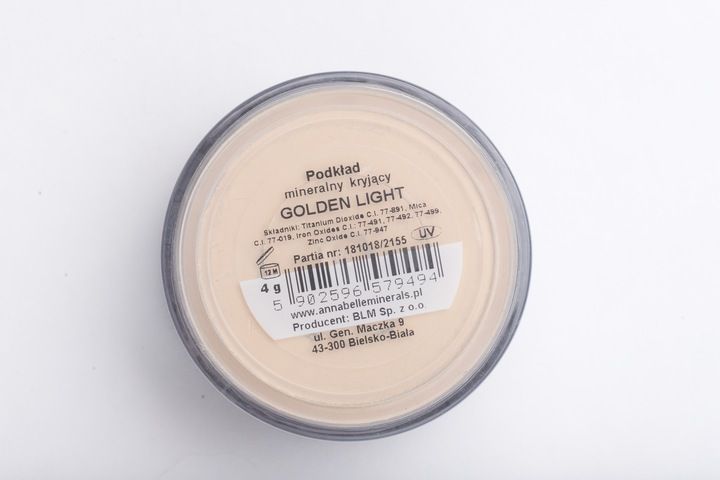 Podkład
mineralny kryjący
GOLDEN LIGHT
Składniki: Titanium Dioxide C.I. 77-891, Mica
C.I. 77-019, Iron Oxides C.I. 77-491, 77-492, 77-499,
Zinc Oxide C.I. 77-947
Partia nr: 181018/2155
UV
12 M
4 g
5 902596 579494
www.annabelleminerals.pl
Producent: BLM Sp. z o.o.
ul. Gen. Maczka 9
43-300 Bielsko-Biała